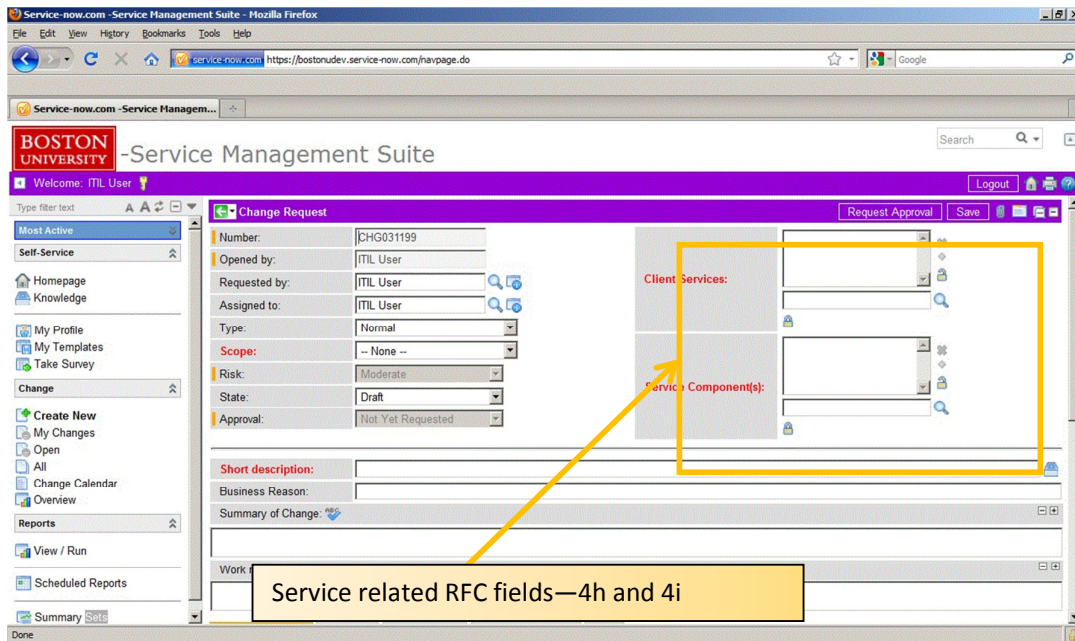 Service-now.com -Service Management Suite - Mozilla Firefox
File Edit View History Bookmarks Tools Help
service-now.com https://bostonudev.service-now.com/navpage.do
Google
Service-now.com -Service Managem...
BOSTON
UNIVERSITY
-Service Management Suite
Search
Welcome: ITIL User
Logout
Type filter text
A A
Change Request
Request Approval
Save
Most Active
Self-Service
Homepage
Knowledge
My Profile
My Templates
Take Survey
Change
Create New
My Changes
Open
All
Change Calendar
Overview
Reports
View / Run
Scheduled Reports
Summary Sets
Number: CHG031199
Opened by: ITIL User
Requested by: ITIL User
Assigned to: ITIL User
Type: Normal
Scope: -- None --
Risk: Moderate
State: Draft
Approval: Not Yet Requested
Client Services:
Service Component(s):
Short description:
Business Reason:
Summary of Change:
Work
Service related RFC fields—4h and 4i
Done